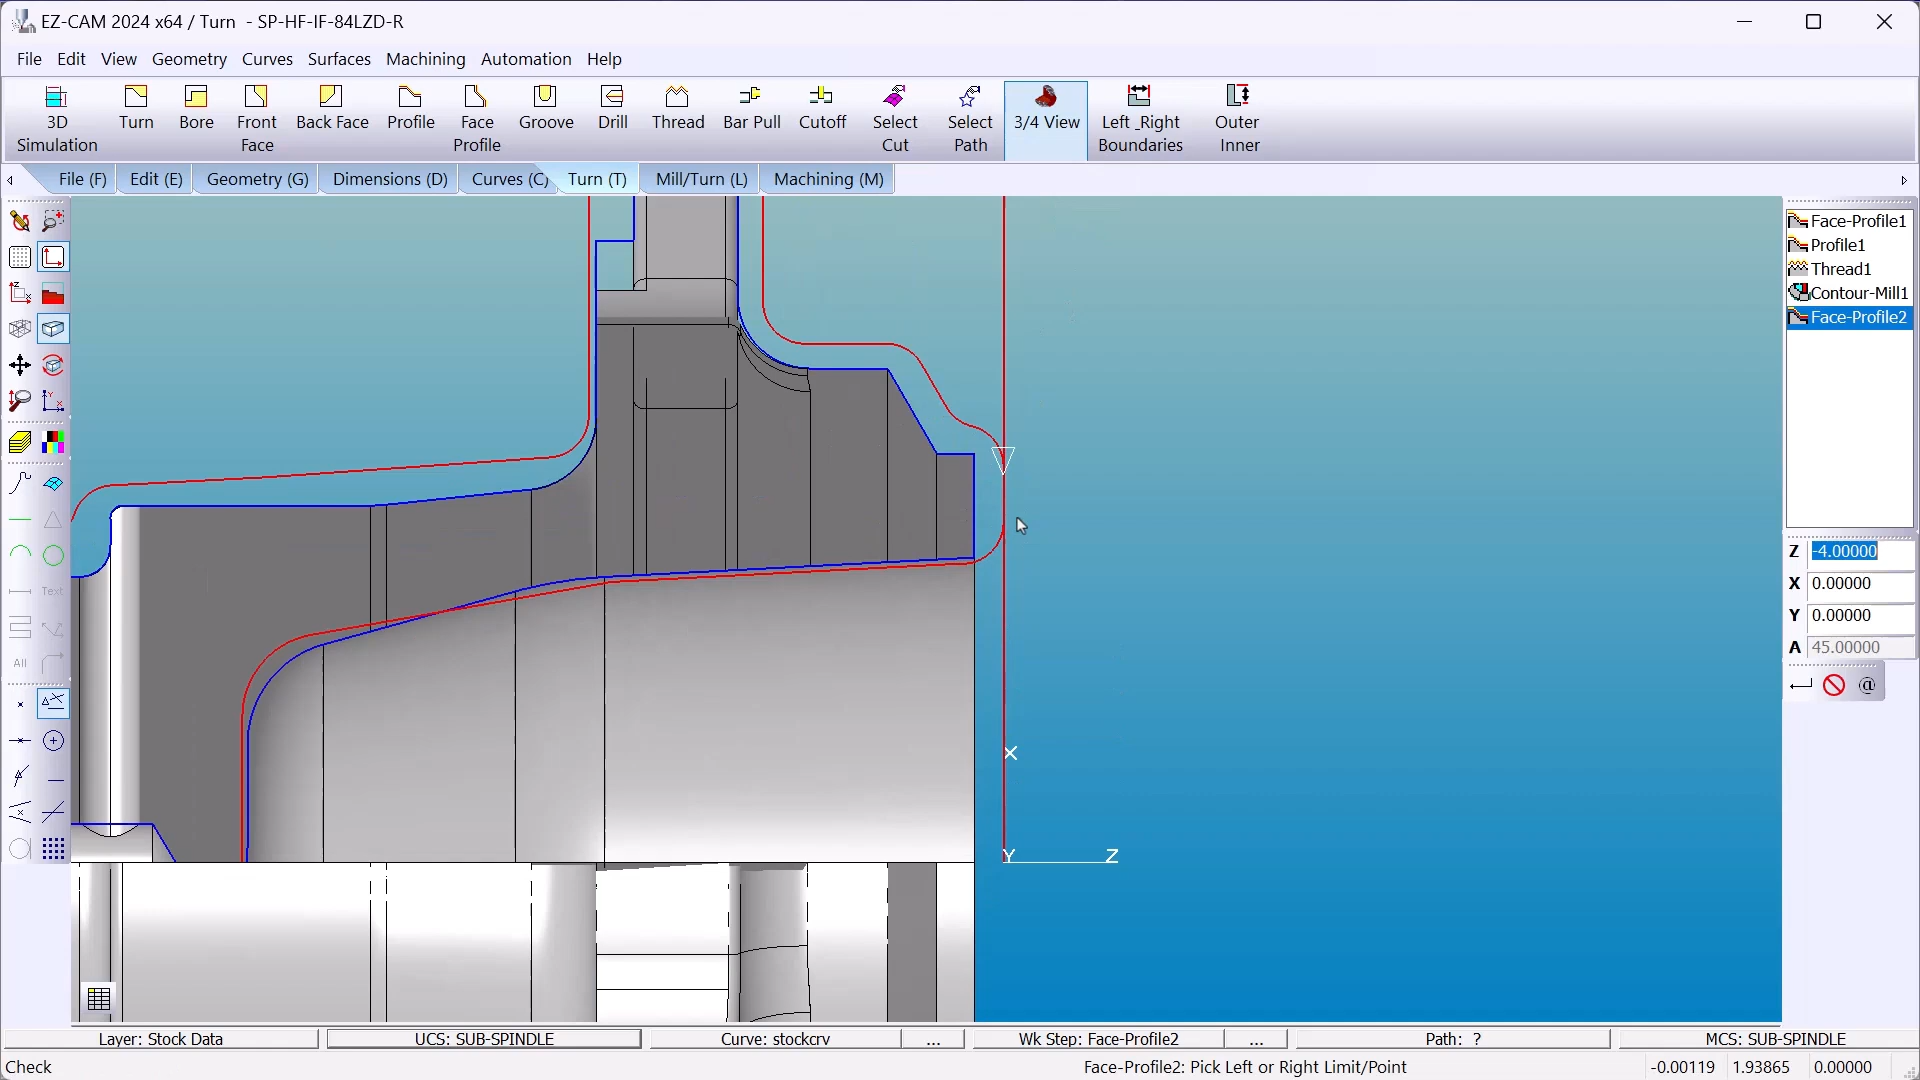 EZ-CAM 2024 x64 / Turn - SP-HF-IF-84LZD-R
File Edit View Geometry Curves Surfaces Machining Automation Help
3D Simulation Turn Bore Front Face Back Face Profile Face Profile Groove Drill Thread Bar Pull Cutoff Select Cut Select Path 3/4 View Left _Right Boundaries Outer Inner
File (F) Edit (E) Geometry (G) Dimensions (D) Curves (C) Turn (T) Mill/Turn (L) Machining (M)
Face-Profile1
Profile1
Thread1
Contour-Mill1
Face-Profile2
Z -4.00000
X 0.00000
Y 0.00000
A 45.00000
@
Text
All
X
Y Z
Layer: Stock Data UCS: SUB-SPINDLE Curve: stockcrv ... Wk Step: Face-Profile2 ... Path: ? MCS: SUB-SPINDLE
Check Face-Profile2: Pick Left or Right Limit/Point -0.00119 1.93865 0.00000